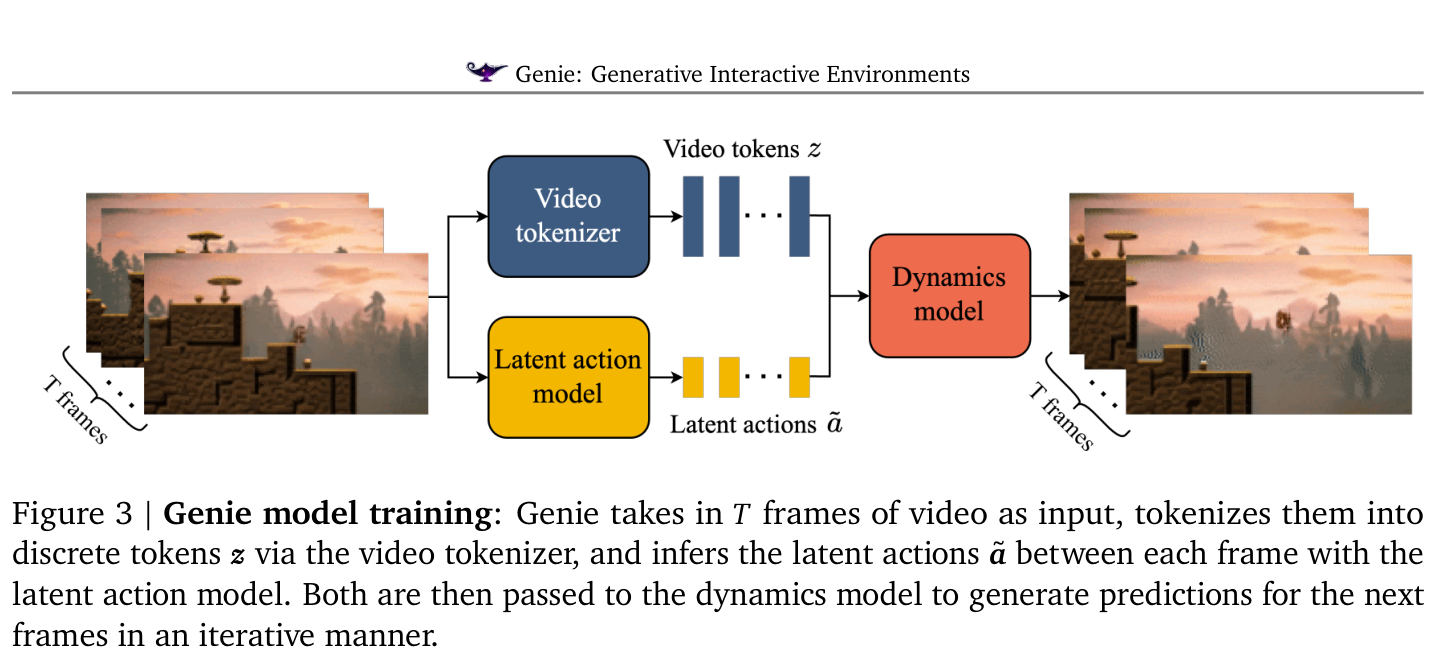 Genie: Generative Interactive Environments
Video tokens z
Video
tokenizer
Dynamics
model
Latent action
model
Latent actions ã
T frames
T frames
Figure 3 | Genie model training: Genie takes in T frames of video as input, tokenizes them into
discrete tokens z via the video tokenizer, and infers the latent actions ã between each frame with the
latent action model. Both are then passed to the dynamics model to generate predictions for the next
frames in an iterative manner.